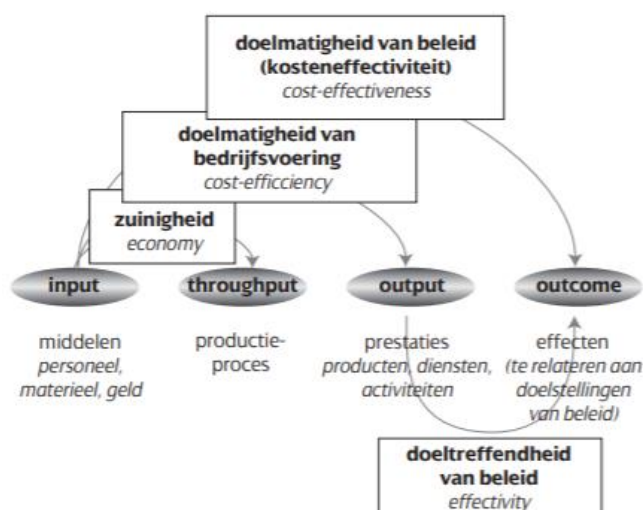 doelmatigheid van beleid
(kosteneffectiviteit)
cost-effectiveness
doelmatigheid van
bedrijfsvoering
cost-efficciency
zuinigheid
economy
input
throughput
output
outcome
middelen
personeel,
materieel, geld
productie-
proces
prestaties
producten, diensten,
activiteiten
effecten
(te relateren aan
doelstellingen
van beleid)
doeltreffendheid
van beleid
effectivity